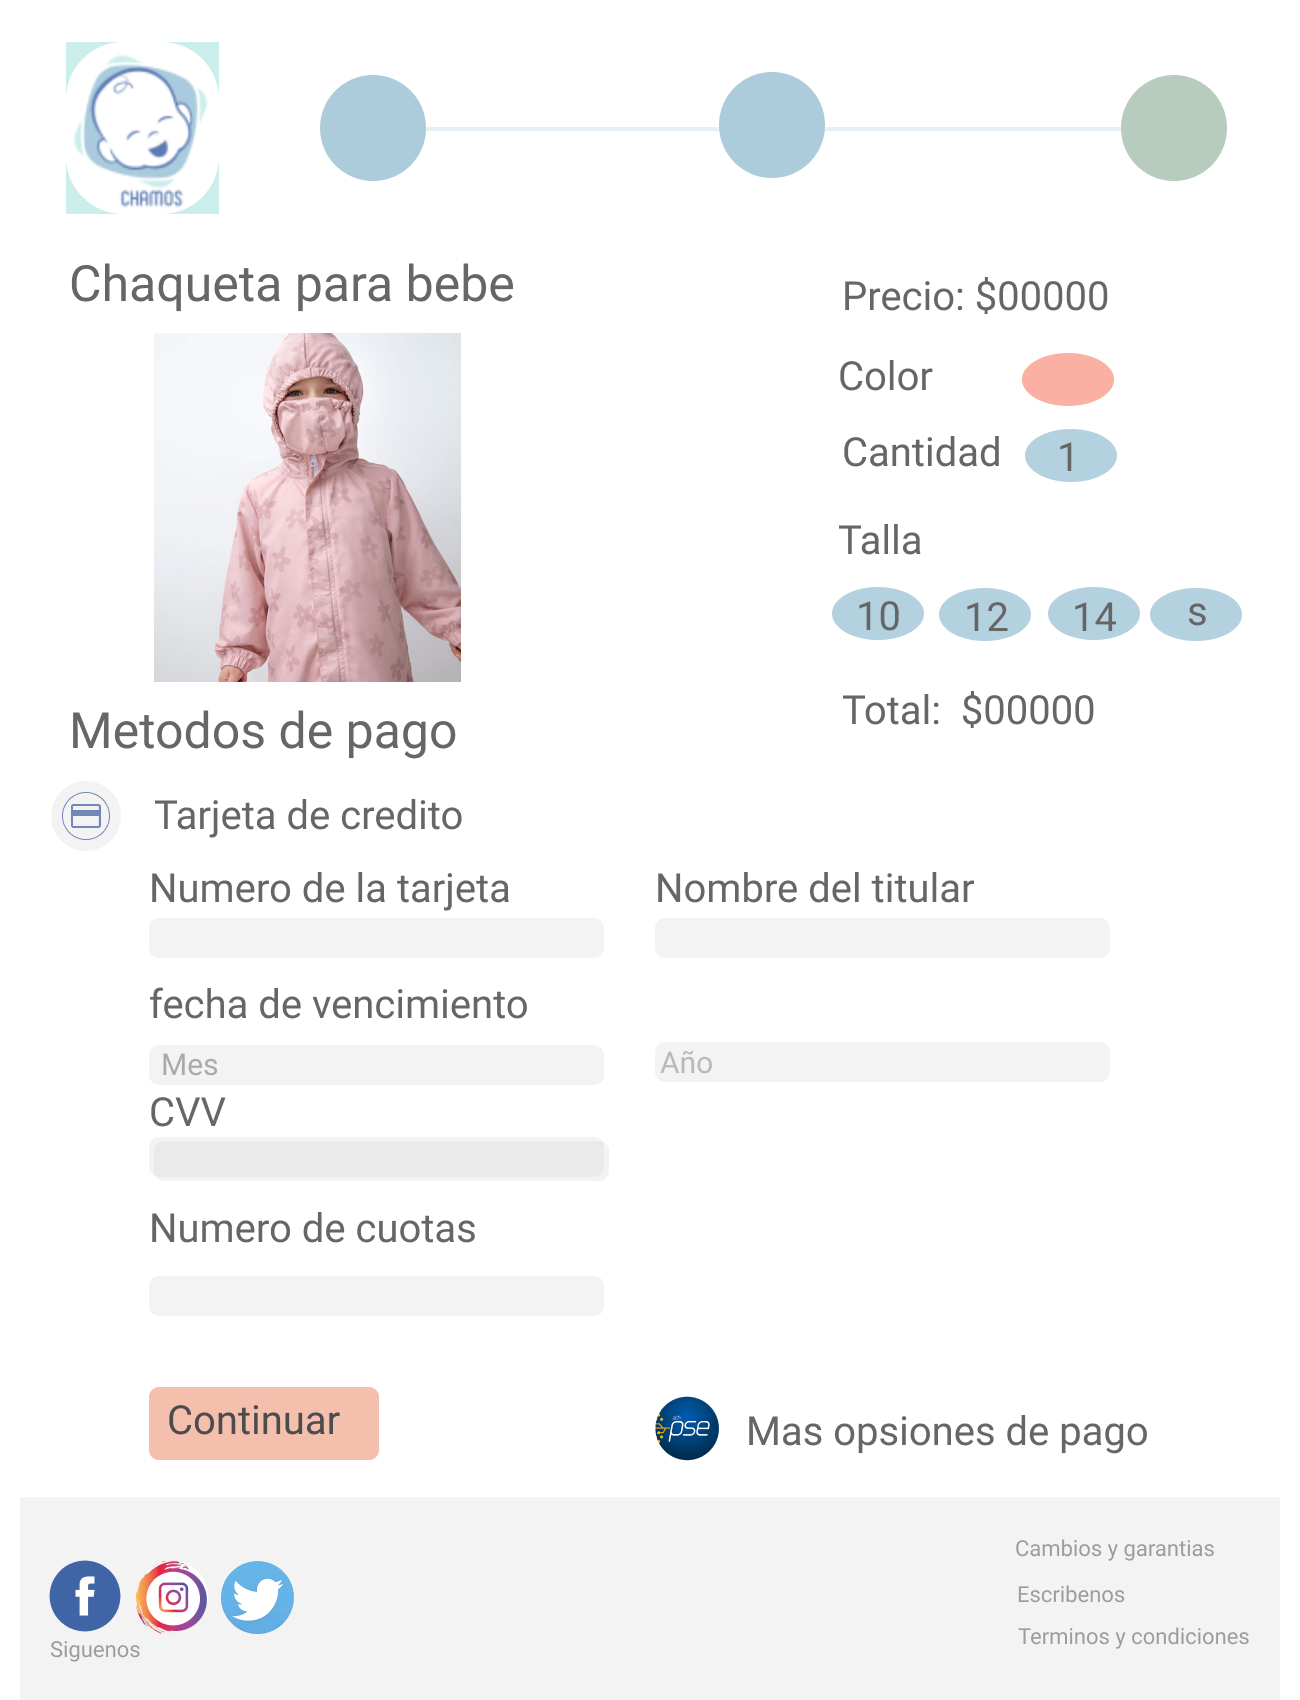 CHAMOS
Chaqueta para bebe
Precio: $00000
Color
Cantidad 1
Talla
10 12 14 s
Total: $00000
Metodos de pago
Tarjeta de credito
Numero de la tarjeta Nombre del titular
fecha de vencimiento
Mes Año
CVV
Numero de cuotas
Continuar
ach
pse
Mas opsiones de pago
Cambios y garantias
Escribenos
Terminos y condiciones
Siguenos